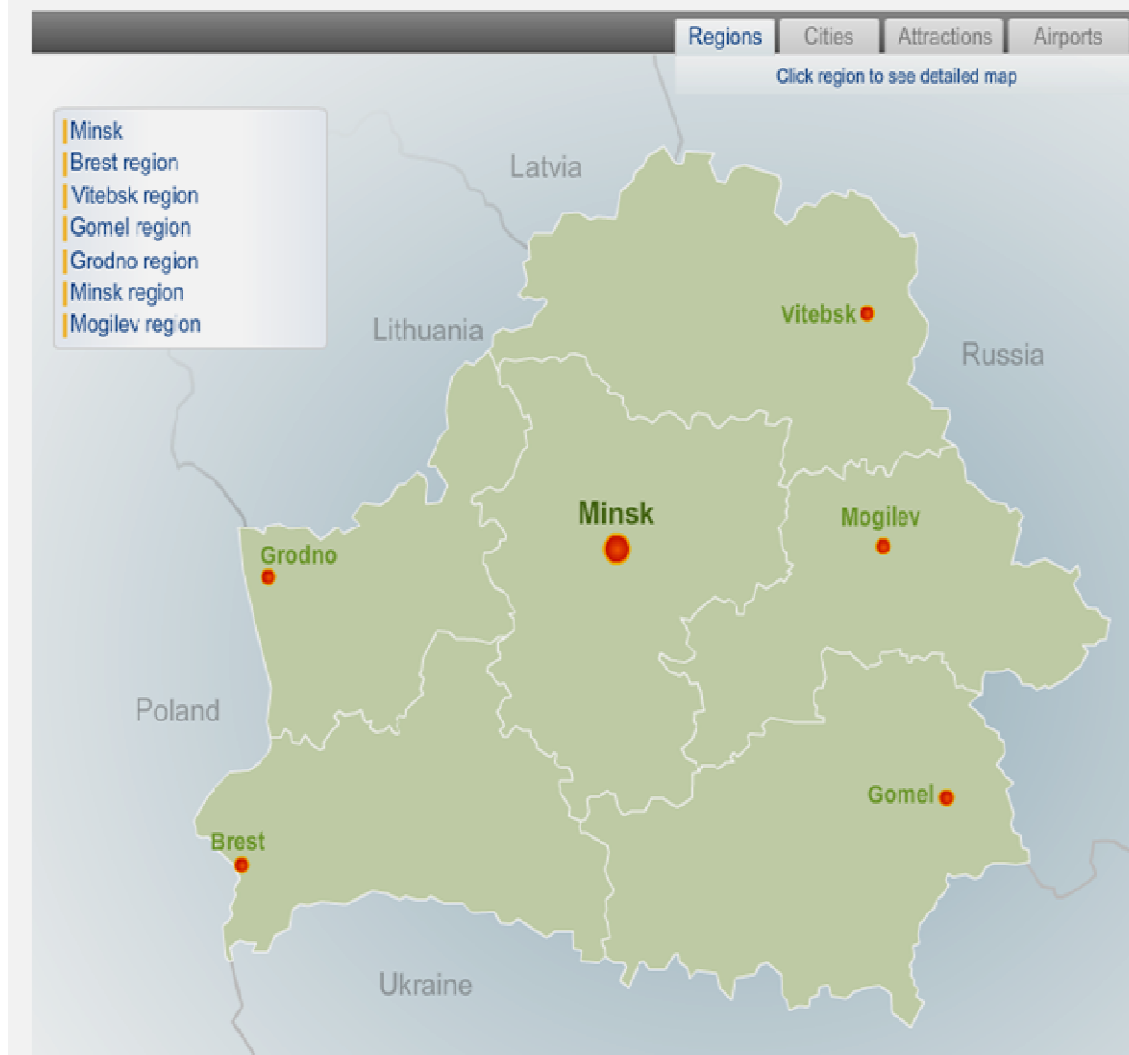 Regions Cities Attractions Airports
Click region to see detailed map
Minsk
Brest region
Vitebsk region
Gomel region
Grodno region
Minsk region
Mogilev region
Latvia
Vitebsk
Lithuania
Russia
Minsk
Mogilev
Grodno
Poland
Gomel
Brest
Ukraine